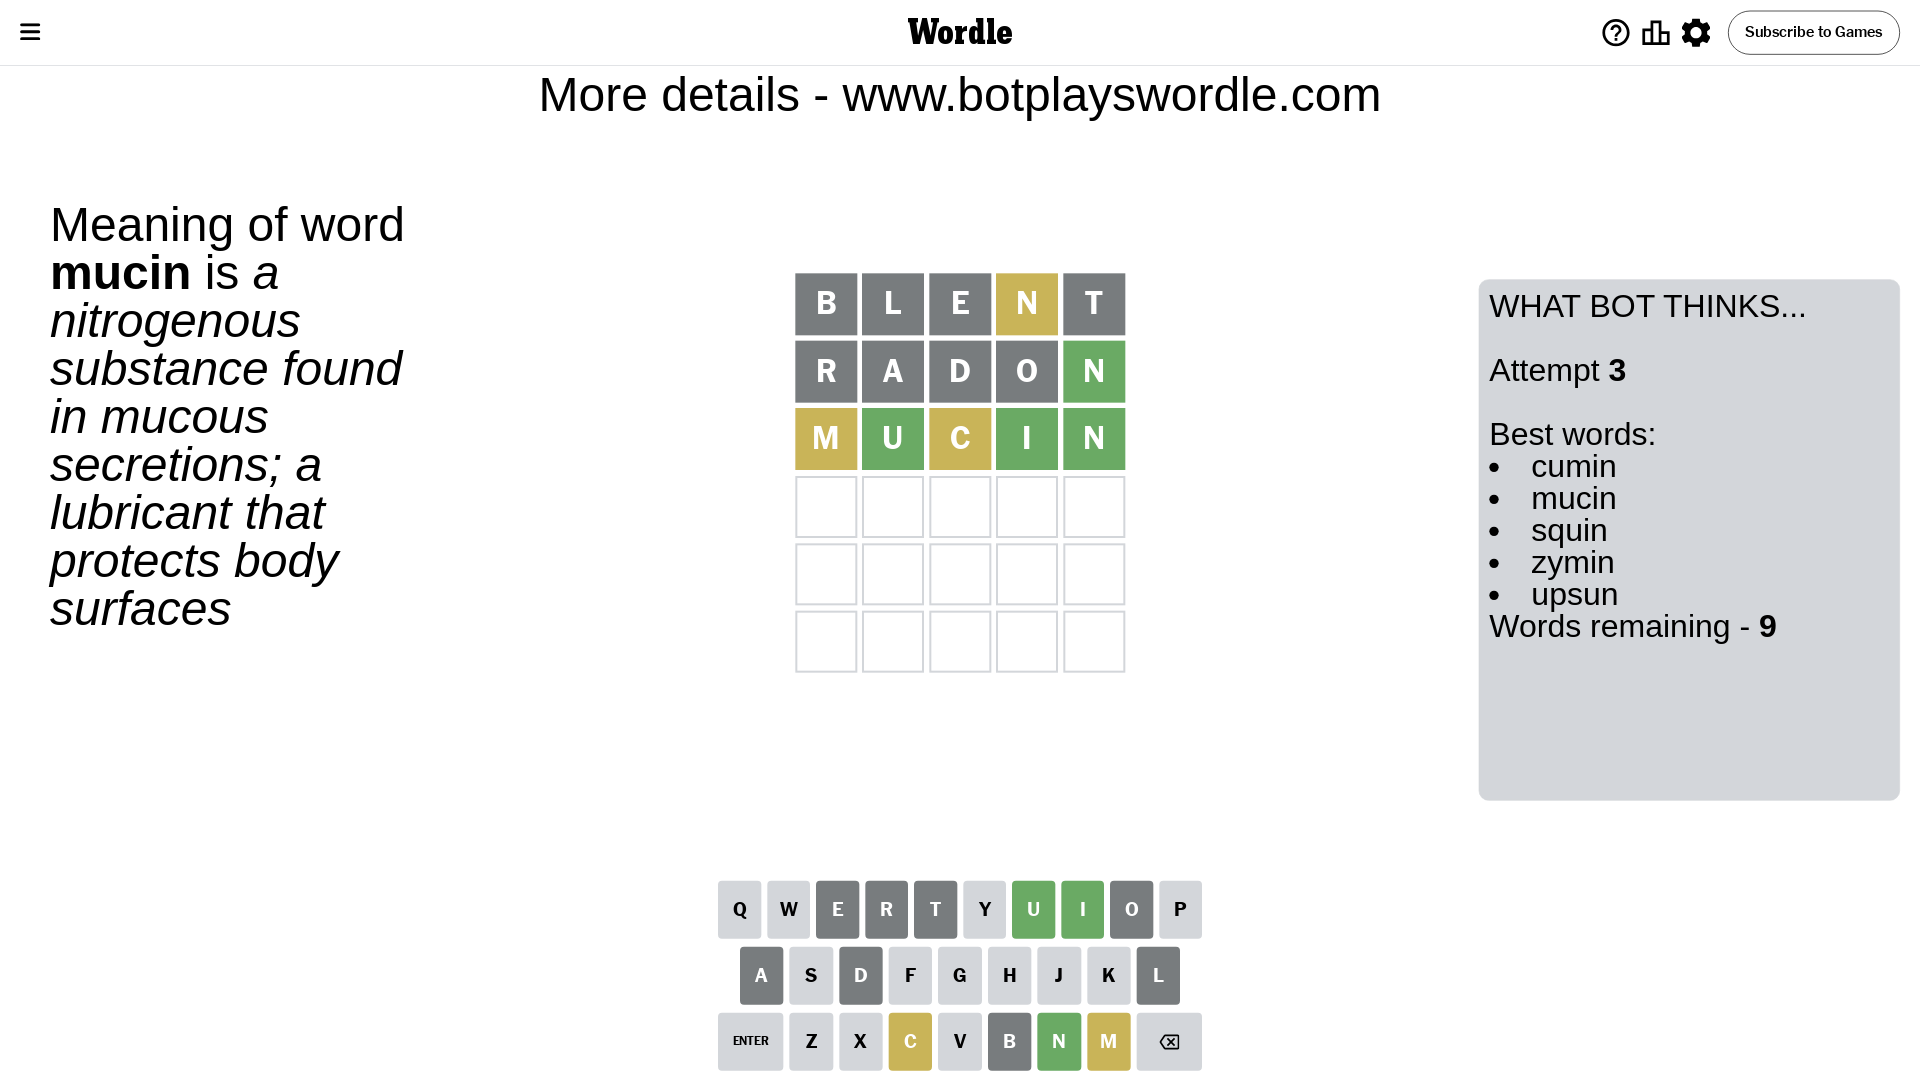 Wordle
Subscribe to Games
More details - www.botplayswordle.com
Meaning of word
mucin is a
nitrogenous
substance found
in mucous
secretions; a
lubricant that
protects body
surfaces
B L E N T
R A D O N
M U C I N
WHAT BOT THINKS...
Attempt 3
Best words:
• cumin
• mucin
• squin
• zymin
• upsun
Words remaining - 9
Q W E R T Y U I O P
A S D F G H J K L
ENTER Z X C V B N M